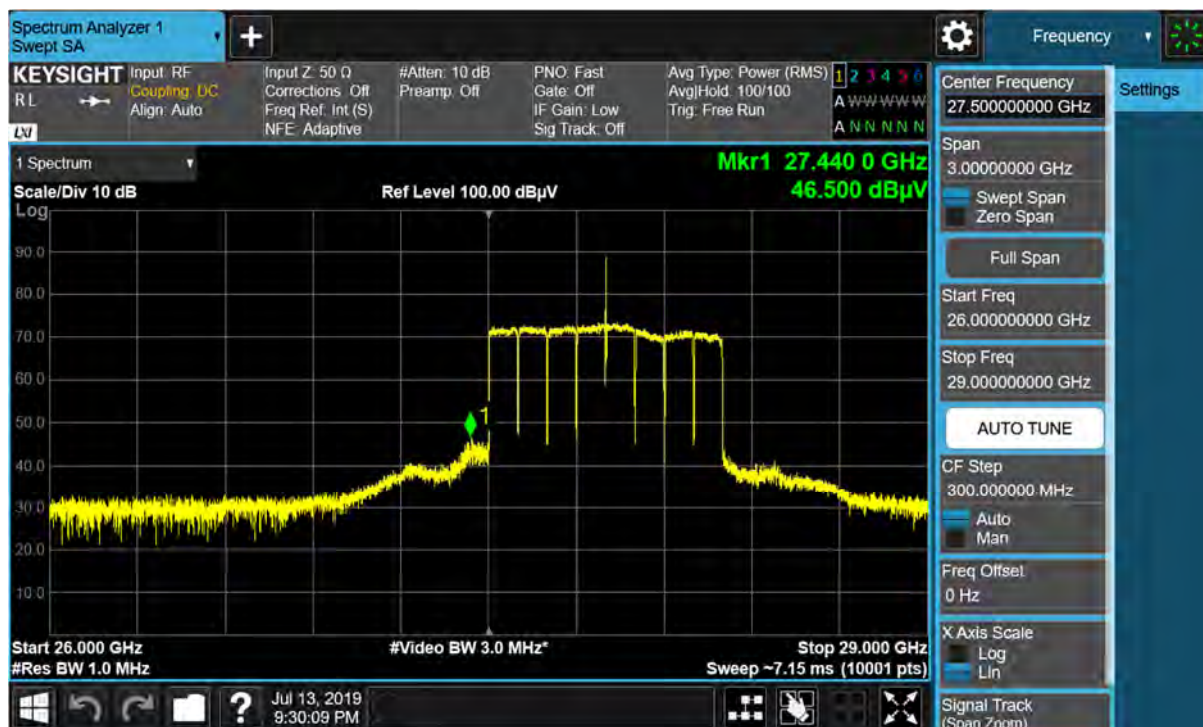 Spectrum Analyzer 1
Swept SA
+
Frequency
KEYSIGHT
RL
LXI
Input: RF
Coupling: DC
Align: Auto
Input Z: 50 Ω
Corrections: Off
Freq Ref: Int (S)
NFE: Adaptive
#Atten: 10 dB
Preamp: Off
PNO: Fast
Gate: Off
IF Gain: Low
Sig Track: Off
Avg Type: Power (RMS)
Avg|Hold: 100/100
Trig: Free Run
1 2 3 4 5 6
A W W W W W
A N N N N N
Center Frequency
27.500000000 GHz
Settings
Span
3.00000000 GHz
Swept Span
Zero Span
Full Span
Start Freq
26.000000000 GHz
Stop Freq
29.000000000 GHz
AUTO TUNE
CF Step
300.000000 MHz
Auto
Man
Freq Offset
0 Hz
X Axis Scale
Log
Lin
Signal Track
(Span Zoom)
1 Spectrum
Scale/Div 10 dB
Log
Ref Level 100.00 dBµV
Mkr1 27.440 0 GHz
46.500 dBµV
90.0
80.0
70.0
60.0
50.0
1
40.0
30.0
20.0
10.0
Start 26.000 GHz
#Res BW 1.0 MHz
#Video BW 3.0 MHz*
Stop 29.000 GHz
Sweep ~7.15 ms (10001 pts)
?
Jul 13, 2019
9:30:09 PM